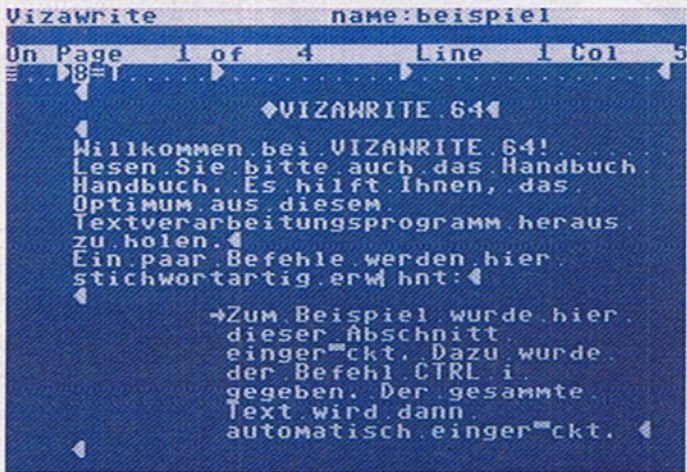 Vizawrite name:beispiel
On Page 1 of 4 Line 1 Col 5
VIZAWRITE.64
Willkommen.bei.VIZAWRITE.64!
Lesen.Sie.bitte.auch.das.Handbuch.
Handbuch..Es.hilft.Ihnen,.das.
Optimum.aus.diesem
Textverarbeitungsprogramm.heraus.
zu.holen.
Ein.paar.Befehle.werden.hier.
stichwortartig.erw hnt:
Zum.Beispiel.wurde.hier.
dieser.Abschnitt.
einger ckt..Dazu.wurde.
der.Befehl.CTRL.i.
gegeben..Der.gesammte.
Text.wird.dann.
automatisch.einger ckt.